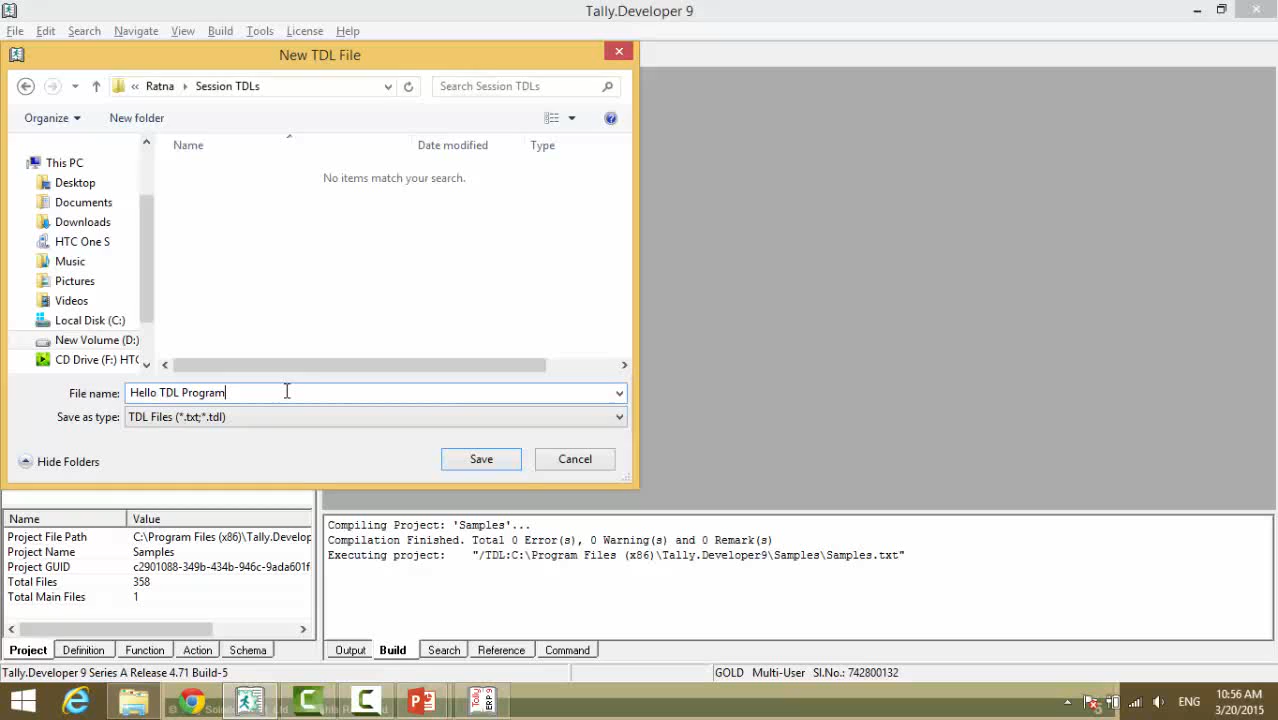 Tally.Developer 9
File Edit Search Navigate View Build Tools License Help
New TDL File
« Ratna Session TDLs
Search Session TDLs
Organize New folder
Name Date modified Type
No items match your search.
This PC
Desktop
Documents
Downloads
HTC One S
Music
Pictures
Videos
Local Disk (C:)
New Volume (D:)
CD Drive (F:) HTC
File name: Hello TDL Program
Save as type: TDL Files (*.txt;*.tdl)
Hide Folders
Save Cancel
Name Value
Project File Path C:\Program Files (x86)\Tally.Develop
Project Name Samples
Project GUID c2901088-349b-434b-946c-9ada601f
Total Files 358
Total Main Files 1
Project Definition Function Action Schema
Compiling Project: 'Samples'...
Compilation Finished. Total 0 Error(s), 0 Warning(s) and 0 Remark(s)
Executing project: "/TDL:C:\Program Files (x86)\Tally.Developer9\Samples\Samples.txt"
Output Build Search Reference Command
Tally.Developer 9 Series A Release 4.71 Build-5
GOLD Multi-User Sl.No.: 742800132
Tally ERP 9
ENG
10:56 AM
3/20/2015